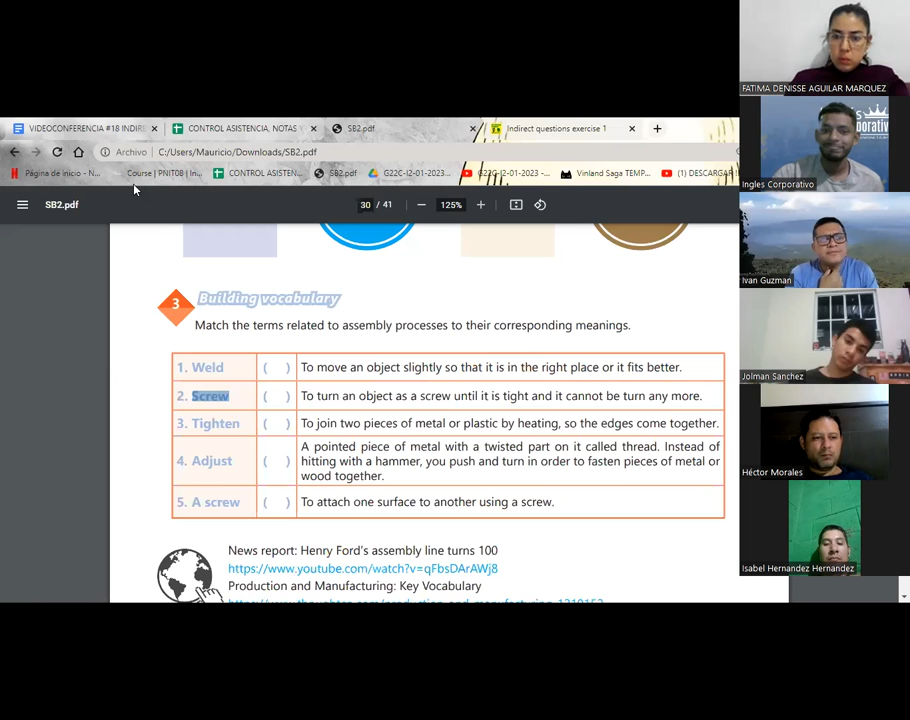 VIDEOCONFERENCIA #18 INDIRE
CONTROL ASISTENCIA, NOTAS Y
SB2.pdf
Indirect questions exercise 1
Archivo
C:/Users/Mauricio/Downloads/SB2.pdf
Página de inicio - N...
Course | PNIT08 | In...
CONTROL ASISTEN...
SB2.pdf
G22C-I2-01-2023...
G22C-I2-01-2023 -...
Vinland Saga TEMP...
(1) DESCARGAR
SB2.pdf
30 / 41
125%
3
Building vocabulary
Match the terms related to assembly processes to their corresponding meanings.
1. Weld ( ) To move an object slightly so that it is in the right place or it fits better.
2. Screw ( ) To turn an object as a screw until it is tight and it cannot be turn any more.
3. Tighten ( ) To join two pieces of metal or plastic by heating, so the edges come together.
4. Adjust ( ) A pointed piece of metal with a twisted part on it called thread. Instead of
hitting with a hammer, you push and turn in order to fasten pieces of metal or
wood together.
5. A screw ( ) To attach one surface to another using a screw.
News report: Henry Ford's assembly line turns 100
https://www.youtube.com/watch?v=qFbsDArAWj8
Production and Manufacturing: Key Vocabulary
FATIMA DENISSE AGUILAR MARQUEZ
Ingles Corporativo
Ivan Guzman
Jolman Sanchez
Héctor Morales
Isabel Hernandez Hernandez